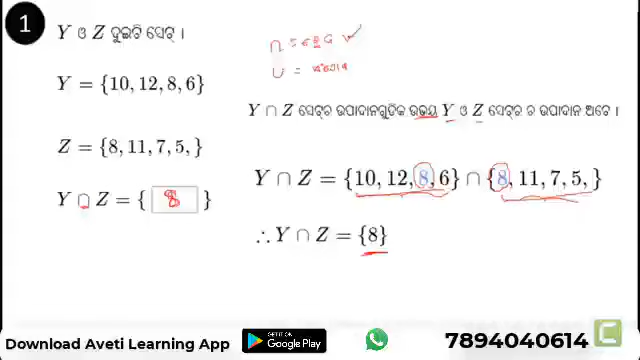 1
Y ଓ Z ଦୁଇଟି ସେଟ୍ ।
Y = {10, 12, 8, 6}
Z = {8, 11, 7, 5, }
Y ∩ Z = { 8 }
∩ =
∪ =
Y ∩ Z ସେଟ୍‌ର ଉପାଦାନଗୁଡିକ ଉଭୟ Y ଓ Z ସେଟ୍‌ର ର ଉପାଦାନ ଅଟେ ।
Y ∩ Z = {10, 12, 8, 6} ∩ {8, 11, 7, 5, }
∴ Y ∩ Z = {8}
Download Aveti Learning App
GET IT ON
Google Play
7894040614